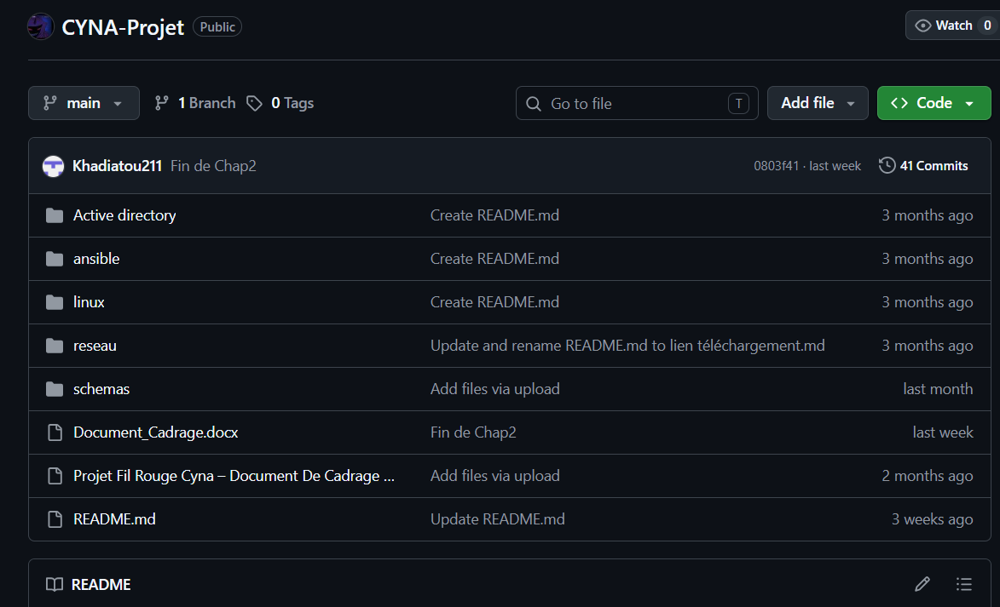 CYNA-Projet Public Watch 0
main 1 Branch 0 Tags Go to file T Add file Code
Khadiatou211 Fin de Chap2 0803f41 · last week 41 Commits
Active directory Create README.md 3 months ago
ansible Create README.md 3 months ago
linux Create README.md 3 months ago
reseau Update and rename README.md to lien téléchargement.md 3 months ago
schemas Add files via upload last month
Document_Cadrage.docx Fin de Chap2 last week
Projet Fil Rouge Cyna – Document De Cadrage ... Add files via upload 2 months ago
README.md Update README.md 3 weeks ago
README